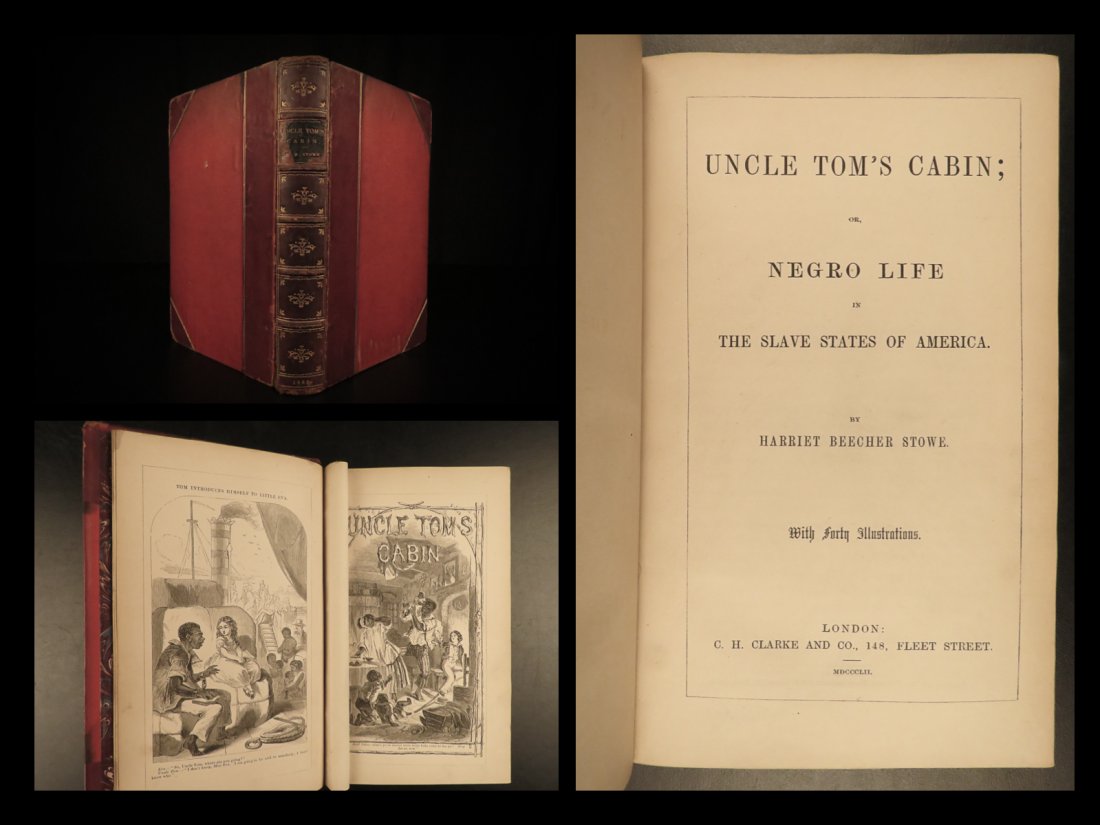 UNCLE TOM'S
CABIN
1852
TOM INTRODUCES HIMSELF TO LITTLE EVA.
UNCLE TOM'S
CABIN
UNCLE TOM'S CABIN;
OR,
NEGRO LIFE
IN
THE SLAVE STATES OF AMERICA.
BY
HARRIET BEECHER STOWE.
With Forty Illustrations.
LONDON:
C. H. CLARKE AND CO., 148, FLEET STREET.
MDCCCLII.